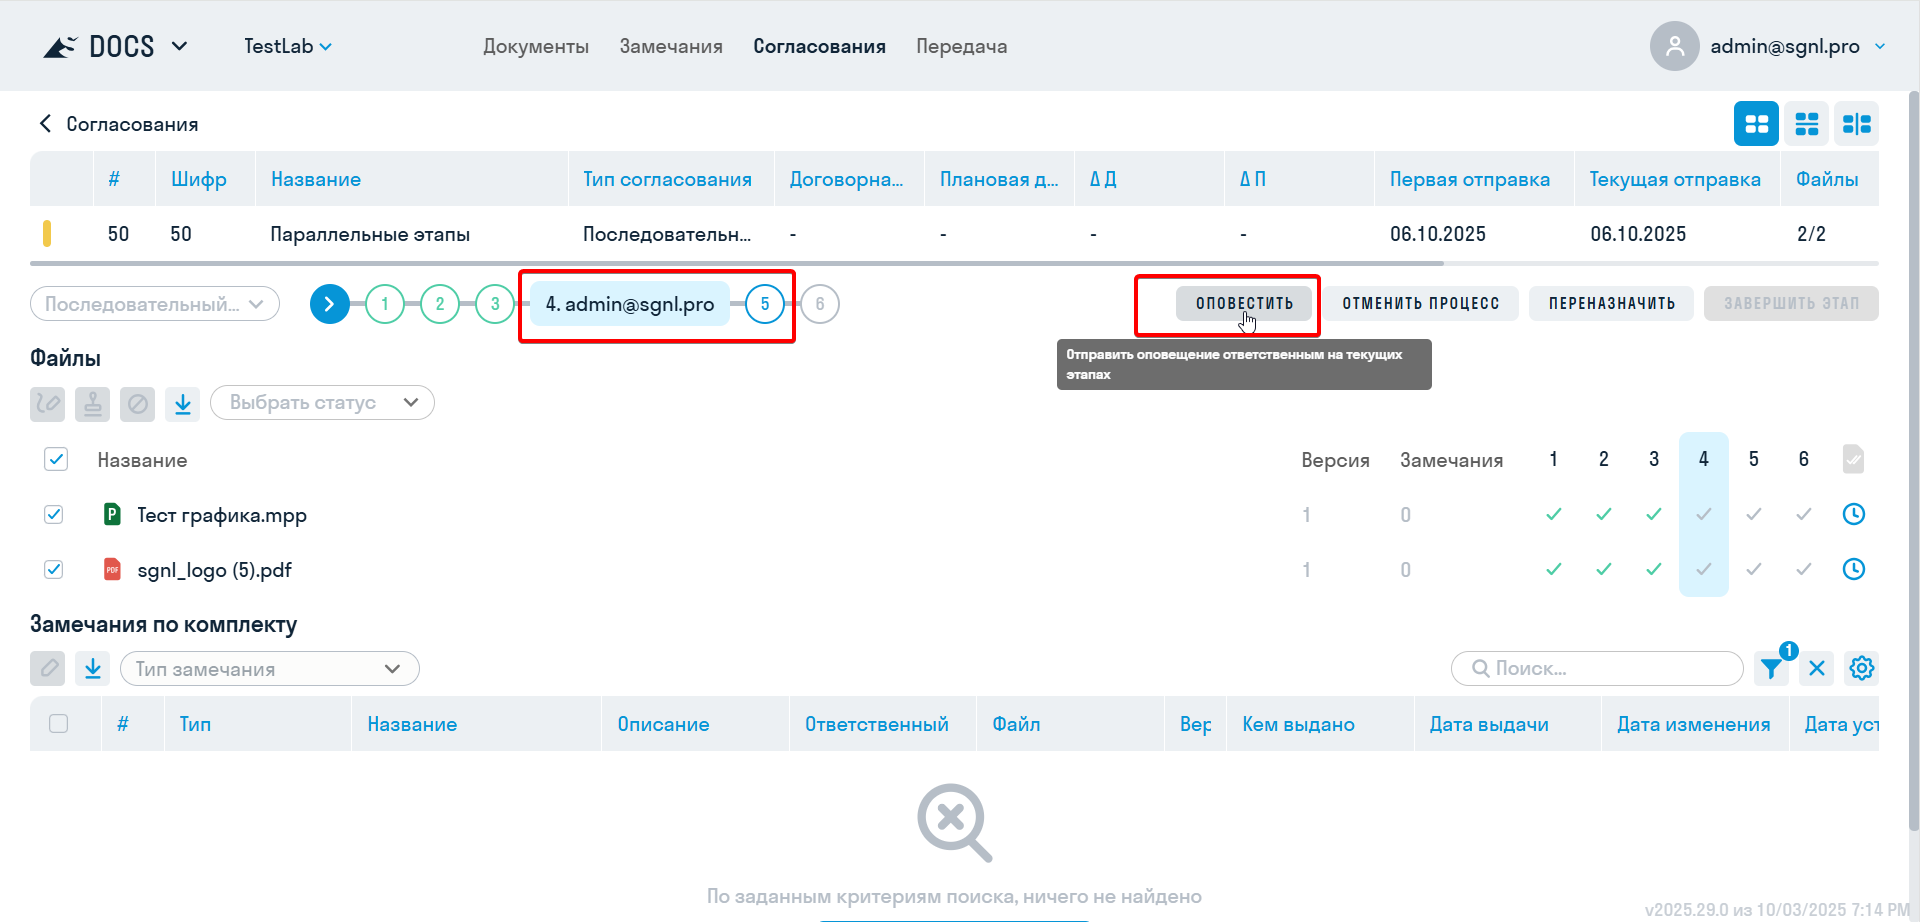 DOCS
TestLab
Документы
Замечания
Согласования
Передача
admin@sgnl.pro
Согласования
# Шифр Название Тип согласования Договорна... Плановая д... Δ Д Δ П Первая отправка Текущая отправка Файлы
50 50 Параллельные этапы Последовательн... - - - - 06.10.2025 06.10.2025 2/2
Последовательный... 1 2 3 4. admin@sgnl.pro 5 6 ОПОВЕСТИТЬ ОТМЕНИТЬ ПРОЦЕСС ПЕРЕНАЗНАЧИТЬ ЗАВЕРШИТЬ ЭТАП
Отправить оповещение ответственным на текущих
этапах
Файлы
Выбрать статус
Название Версия Замечания 1 2 3 4 5 6
P Тест графика.mpp 1 0
PDF sgnl_logo (5).pdf 1 0
Замечания по комплекту
Тип замечания Поиск... 1
# Тип Название Описание Ответственный Файл Вер Кем выдано Дата выдачи Дата изменения Дата уст
По заданным критериям поиска, ничего не найдено
v2025.29.0 из 10/03/2025 7:14 PM